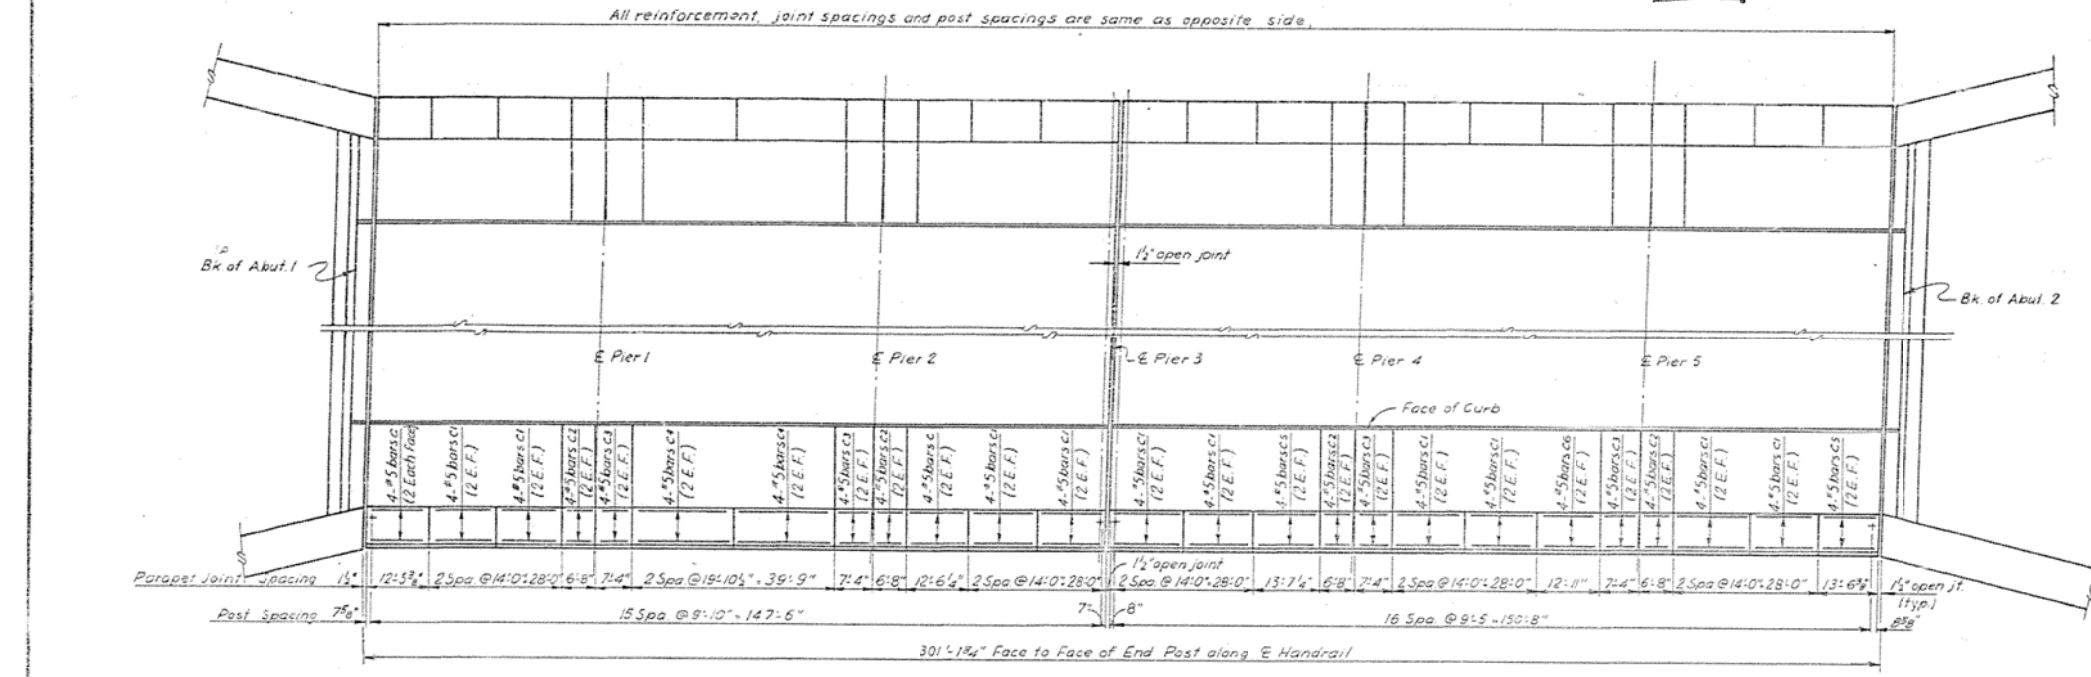 All reinforcement, joint spacings and post spacings are same as opposite side.
1½" open joint
Bk of Abut. 1
Bk. of Abut. 2
℄ Pier 1
℄ Pier 2
℄ Pier 3
℄ Pier 4
℄ Pier 5
Face of Curb
4-#5 bars c
(2 Each Face)
4-#5 bars c1
(2 E.F.)
4-#5 bars c1
(2 E.F.)
4-#5 bars c2
(2 E.F.)
4-#5 bars c3
(2 E.F.)
4-#5 bars c4
(2 E.F.)
4-#5 bars c4
(2 E.F.)
4-#5 bars c3
(2 E.F.)
4-#5 bars c2
(2 E.F.)
4-#5 bars c
(2 E.F.)
4-#5 bars c1
(2 E.F.)
4-#5 bars c1
(2 E.F.)
4-#5 bars c1
(2 E.F.)
4-#5 bars c1
(2 E.F.)
4-#5 bars c5
(2 E.F.)
4-#5 bars c2
(2 E.F.)
4-#5 bars c3
(2 E.F.)
4-#5 bars c1
(2 E.F.)
4-#5 bars c1
(2 E.F.)
4-#5 bars c6
(2 E.F.)
4-#5 bars c3
(2 E.F.)
4-#5 bars c2
(2 E.F.)
4-#5 bars c1
(2 E.F.)
4-#5 bars c1
(2 E.F.)
4-#5 bars c5
(2 E.F.)
1½" open joint
Parapet Joint Spacing 1½" 12'-5⅜" 2 Spa. @ 14'-0"=28'-0" 6'-8" 7'-4" 2 Spa. @ 19'-10½" = 39'-9" 7'-4" 6'-8" 12'-6¼" 2 Spa @ 14'-0"=28'-0" 2 Spa. @ 14'-0"=28'-0" 13'-7¼" 6'-8" 7'-4" 2 Spa @ 14'-0"=28'-0" 12'-11" 7'-4" 6'-8" 2 Spa @ 14'-0"=28'-0" 13'-6⅜" 1½" open jt.
(typ.)
Post Spacing 7⅝" 15 Spa. @ 9'-10" = 147'-6" 7" 8" 16 Spa. @ 9'-5 = 150'-8" 8⅝"
301'-1¾" Face to Face of End Post along ℄ Handrail